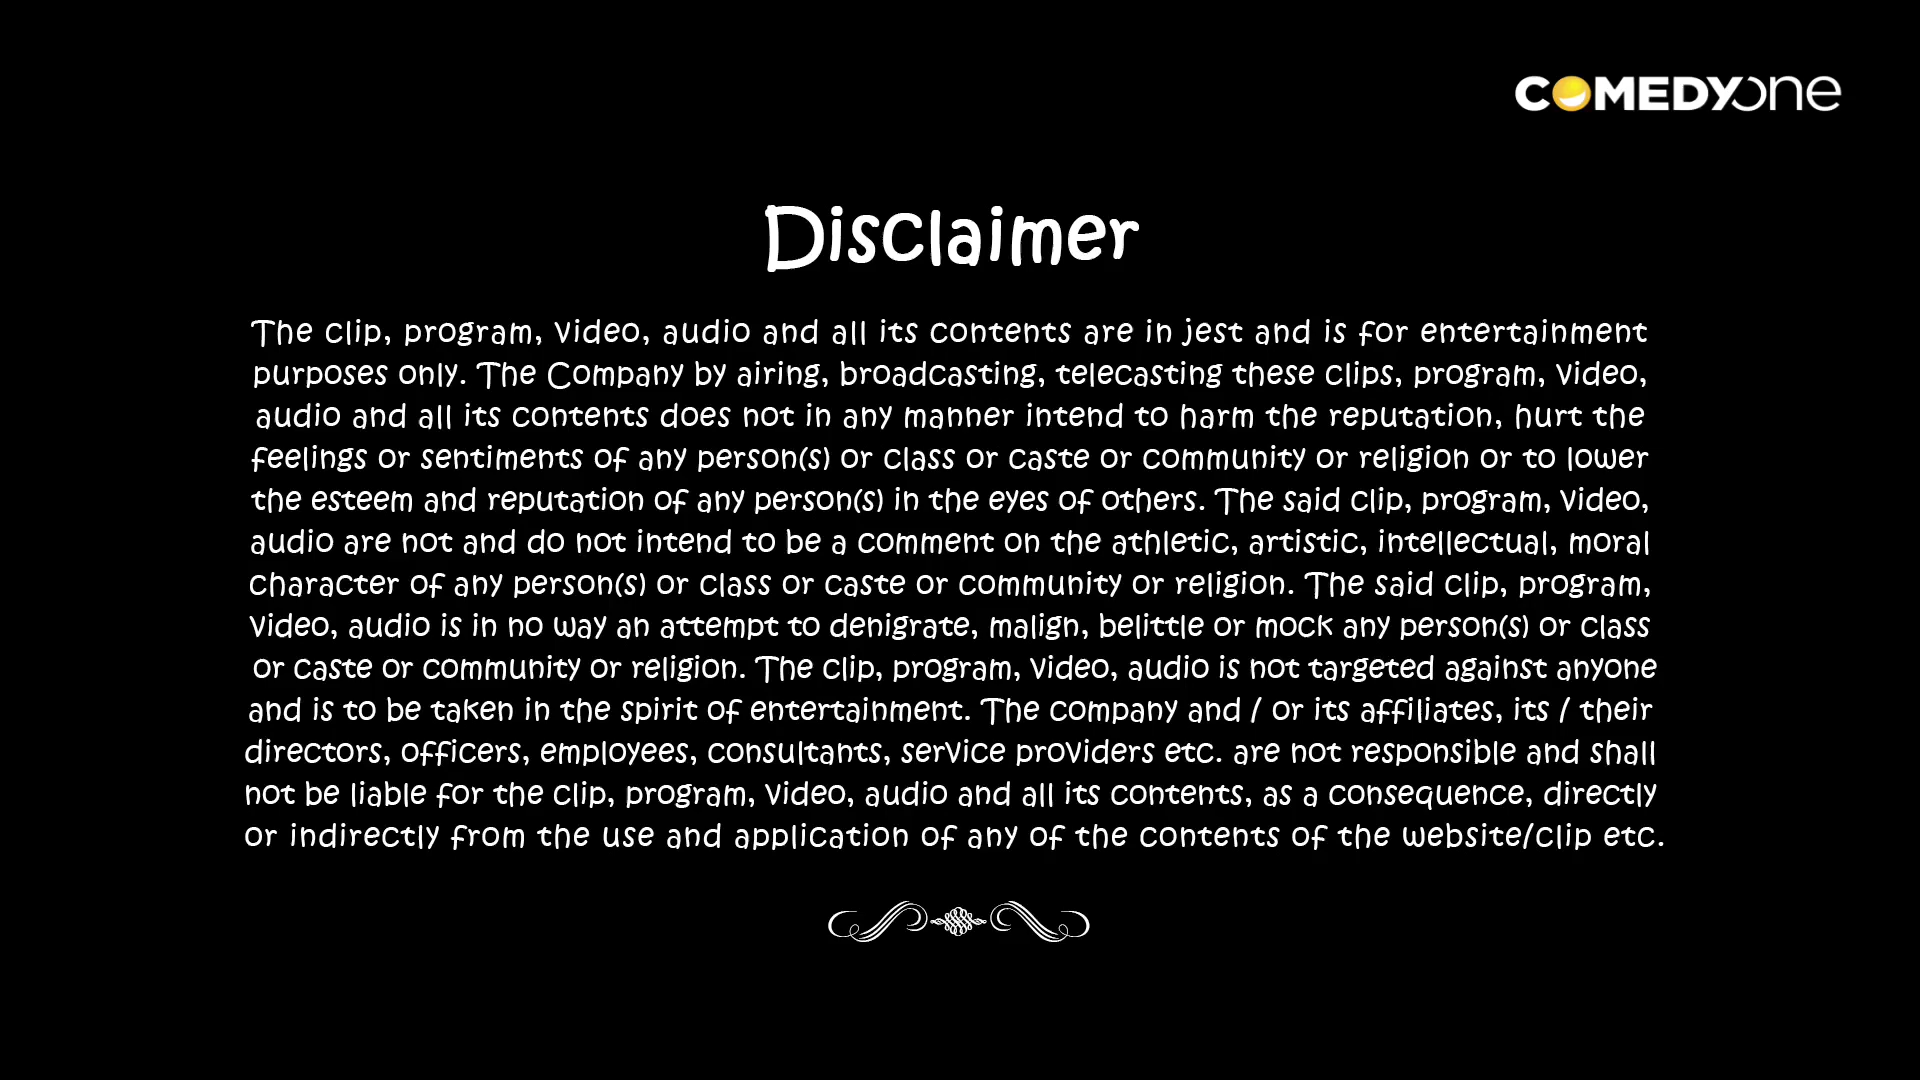 COMEDYONE
Disclaimer
The clip, program, video, audio and all its contents are in jest and is for entertainment
purposes only. The Company by airing, broadcasting, telecasting these clips, program, video,
audio and all its contents does not in any manner intend to harm the reputation, hurt the
feelings or sentiments of any person(s) or class or caste or community or religion or to lower
the esteem and reputation of any person(s) in the eyes of others. The said clip, program, video,
audio are not and do not intend to be a comment on the athletic, artistic, intellectual, moral
character of any person(s) or class or caste or community or religion. The said clip, program,
video, audio is in no way an attempt to denigrate, malign, belittle or mock any person(s) or class
or caste or community or religion. The clip, program, video, audio is not targeted against anyone
and is to be taken in the spirit of entertainment. The company and / or its affiliates, its / their
directors, officers, employees, consultants, service providers etc. are not responsible and shall
not be liable for the clip, program, video, audio and all its contents, as a consequence, directly
or indirectly from the use and application of any of the contents of the website/clip etc.